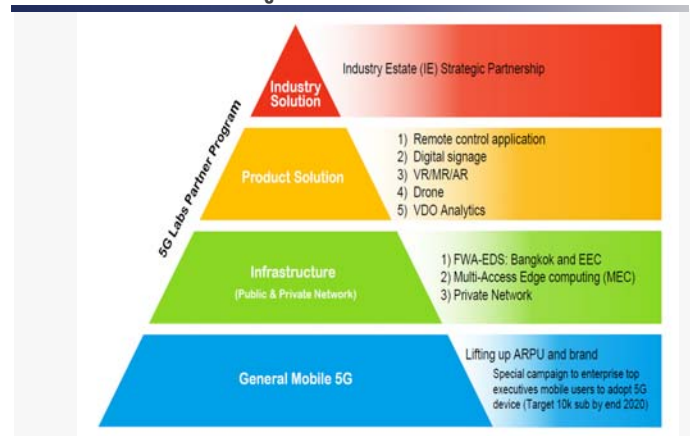 Industry
Solution
Industry Estate (IE) Strategic Partnership
5G Labs Partner Program
Product Solution
1) Remote control application
2) Digital signage
3) VR/MR/AR
4) Drone
5) VDO Analytics
Infrastructure
(Public & Private Network)
1) FWA-EDS: Bangkok and EEC
2) Multi-Access Edge computing (MEC)
3) Private Network
General Mobile 5G
Lifting up ARPU and brand
Special campaign to enterprise top
executives mobile users to adopt 5G
device (Target 10k sub by end 2020)